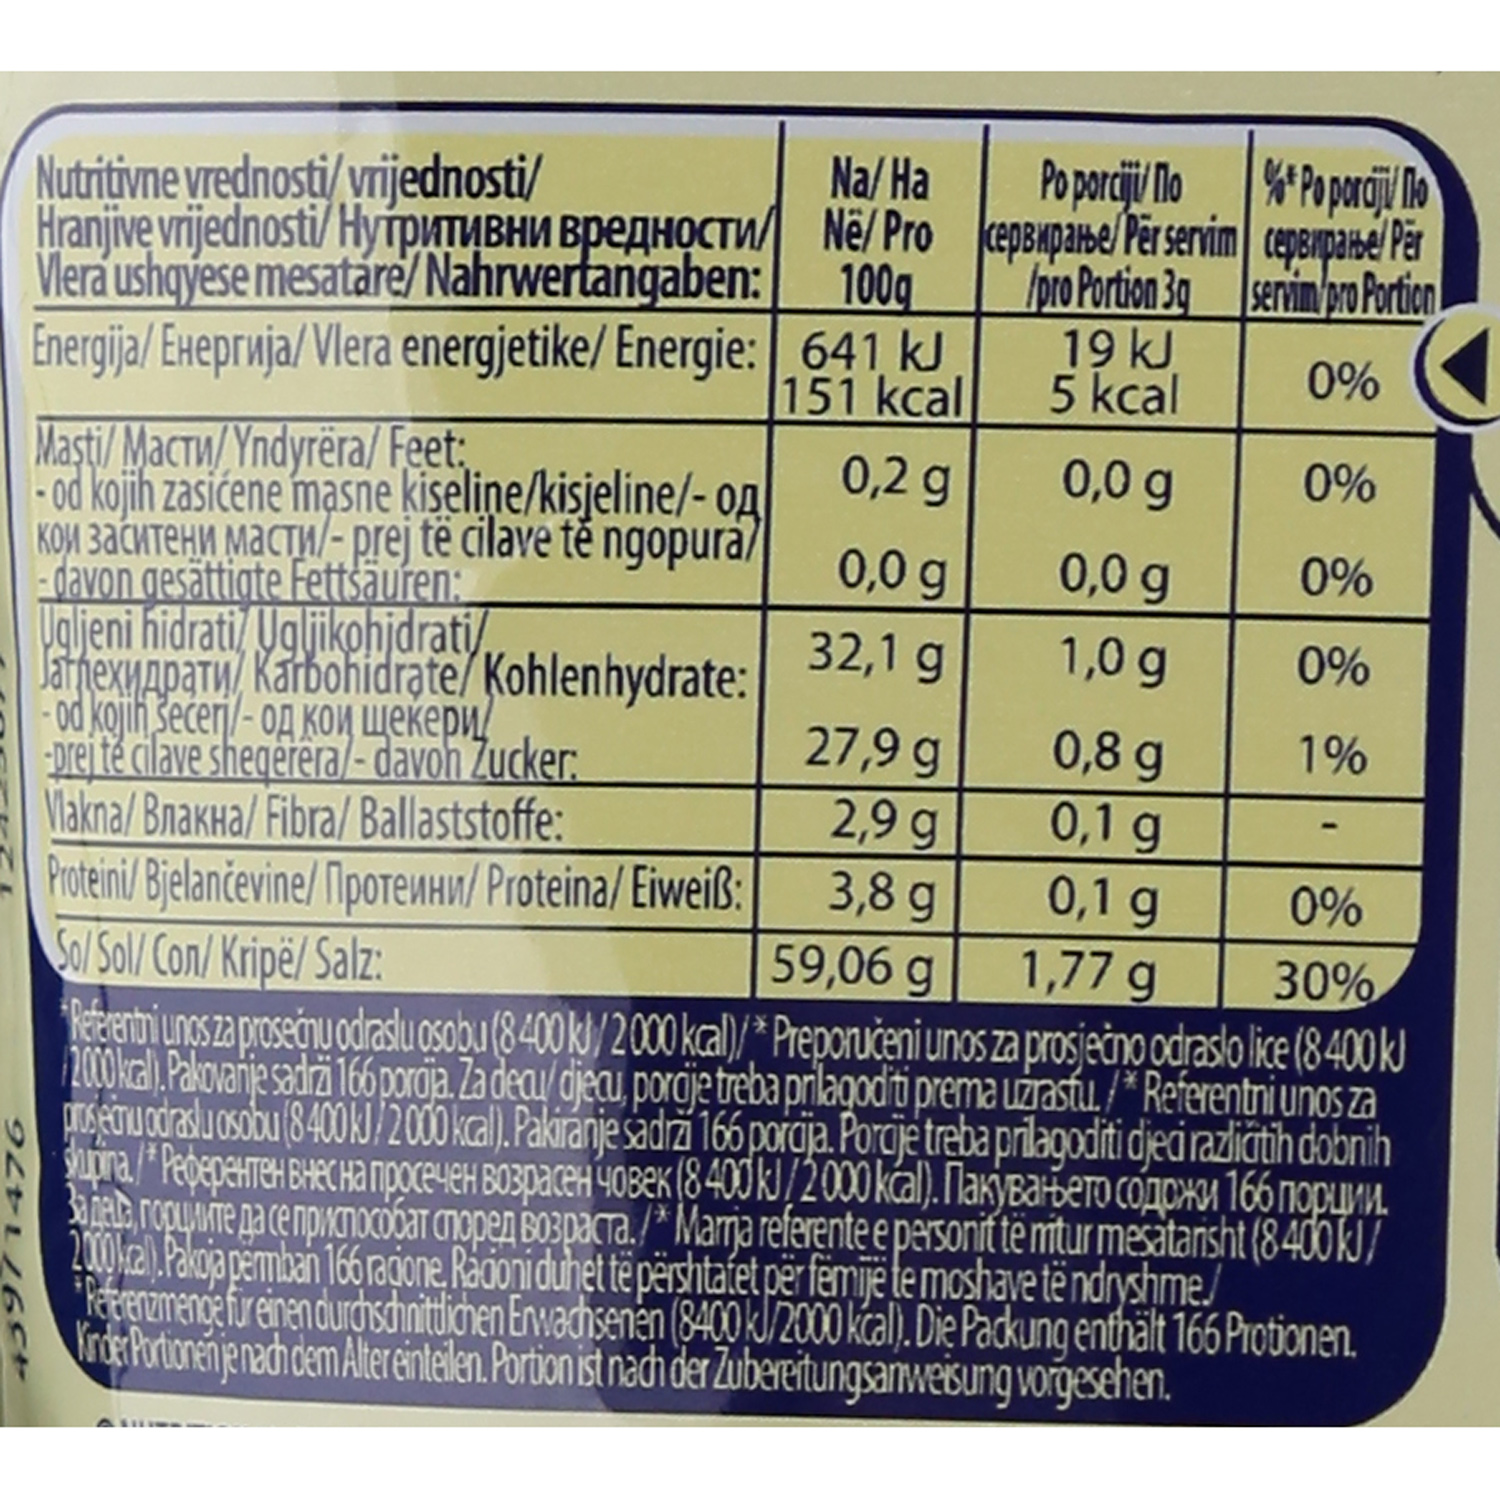 Nutritivne vrednosti/ vrijednosti/
Hranjive vrijednosti/ Нутритивни вредности/
Vlera ushqyese mesatare/ Nahrwertangaben:
Na/ На
Në/ Pro
100g
Po porciji/ По
сервирање/ Për servim
/pro Portion 3g
%* Po porciji/ По
сервирање/ Për
servim/pro Portion
Energija/ Енергија/ Vlera energjetike/ Energie:
641 kJ
151 kcal
19 kJ
5 kcal
0%
Masti/ Масти/ Yndyrëra/ Feet:
0,2 g 0,0 g 0%
- od kojih zasićene masne kiseline/kisjeline/- од
кои заситени масти/- prej të cilave të ngopura/
- davon gesättigte Fettsäuren:
0,0 g 0,0 g 0%
Ugljeni hidrati/ Ugljikohidrati/
Јагнехидрати/ Karbohidrate/ Kohlenhydrate:
32,1 g 1,0 g 0%
- od kojih šećeri/- од кои шеќери/
-prej të cilave sheqerëra/- davon Zucker:
27,9 g 0,8 g 1%
Vlakna/ Влакна/ Fibra/ Ballaststoffe: 2,9 g 0,1 g -
Proteini/ Bjelančevine/ Протеини/ Proteina/ Eiweiß: 3,8 g 0,1 g 0%
So/ Sol/ Сол/ Kripë/ Salz: 59,06 g 1,77 g 30%
*Referentni unos za prosečnu odraslu osobu (8 400 kJ / 2 000 kcal)/ * Preporučeni unos za prosječno odraslo lice (8 400 kJ
/ 2 000 kcal). Pakovanje sadrži 166 porcija. Za decu/ djecu, porcije treba prilagoditi prema uzrastu. / * Referentni unos za
prosječnu odraslu osobu (8 400 kJ / 2 000 kcal). Pakiranje sadrži 166 porcija. Porcije treba prilagoditi djeci različitih dobnih
skupina. / * Референтен внес на просечен возрасен човек (8 400 kJ / 2 000 kcal). Пакувањето содржи 166 порции.
За деца, порциите да се приспособат според возраста. / * Marrja referente e personit të rritur mesatarisht (8 400 kJ /
2 000 kcal). Pakoja përmban 166 racione. Racioni duhet të përshtatet për fëmijë të moshave të ndryshme./
*Referenzmenge für einen durchschnittlichen Erwachsenen (8400 kJ/2000 kcal). Die Packung enthält 166 Protionen.
Kinder Portionen je nach dem Alter einteilen. Portion ist nach der Zubereitungsanweisung vorgesehen.
43971476